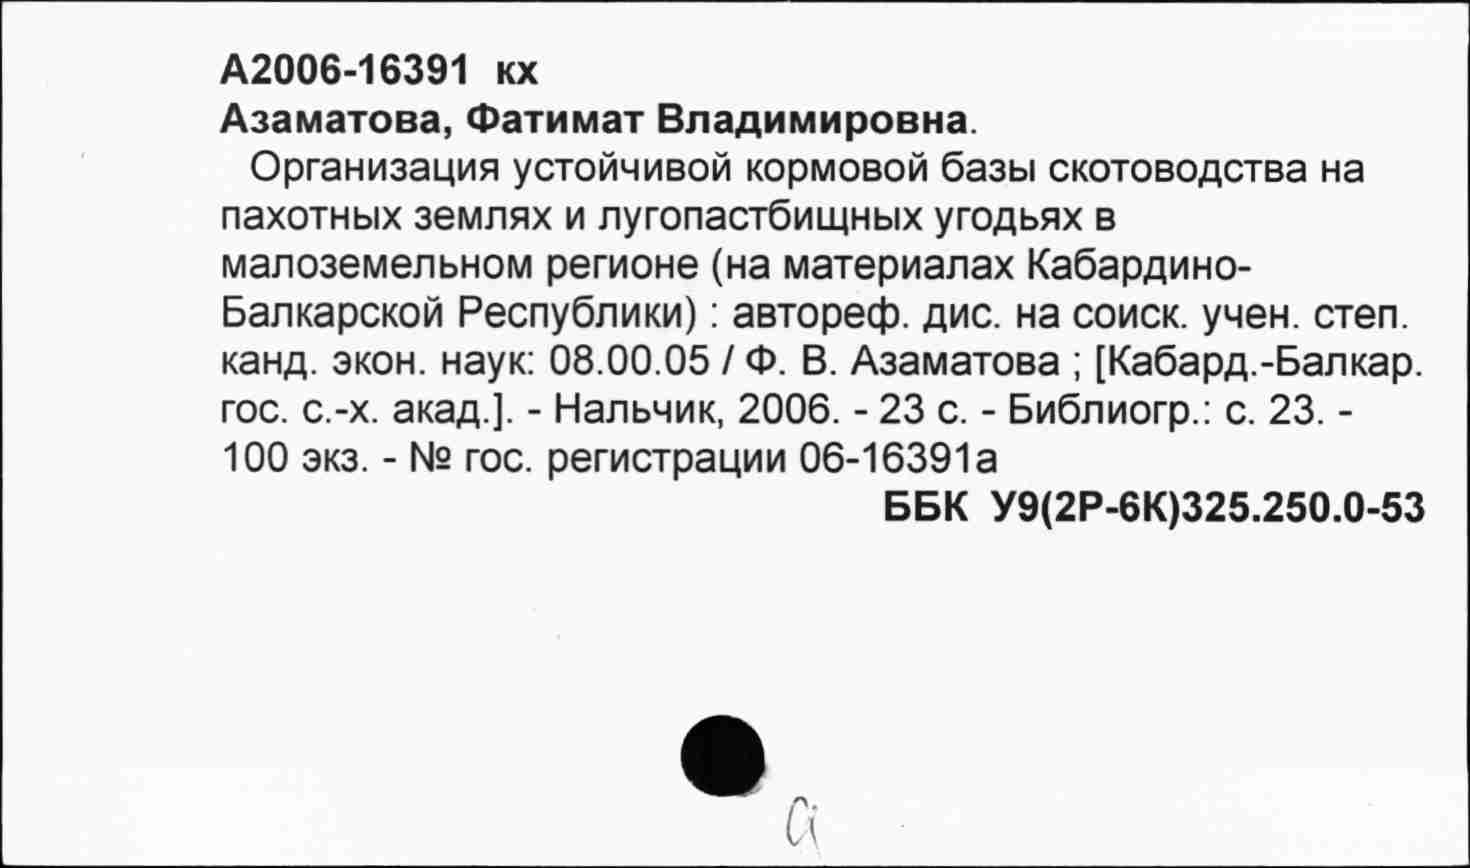 А2006-16391 кх
Азаматова, Фатимат Владимировна.
Организация устойчивой кормовой базы скотоводства на
пахотных землях и лугопастбищных угодьях в
малоземельном регионе (на материалах Кабардино-
Балкарской Республики) : автореф. дис. на соиск. учен. степ.
канд. экон. наук: 08.00.05 / Ф. В. Азаматова ; [Кабард.-Балкар.
гос. с.-х. акад.]. - Нальчик, 2006. - 23 с. - Библиогр.: с. 23. -
100 экз. - № гос. регистрации 06-16391а
ББК У9(2Р-6К)325.250.0-53